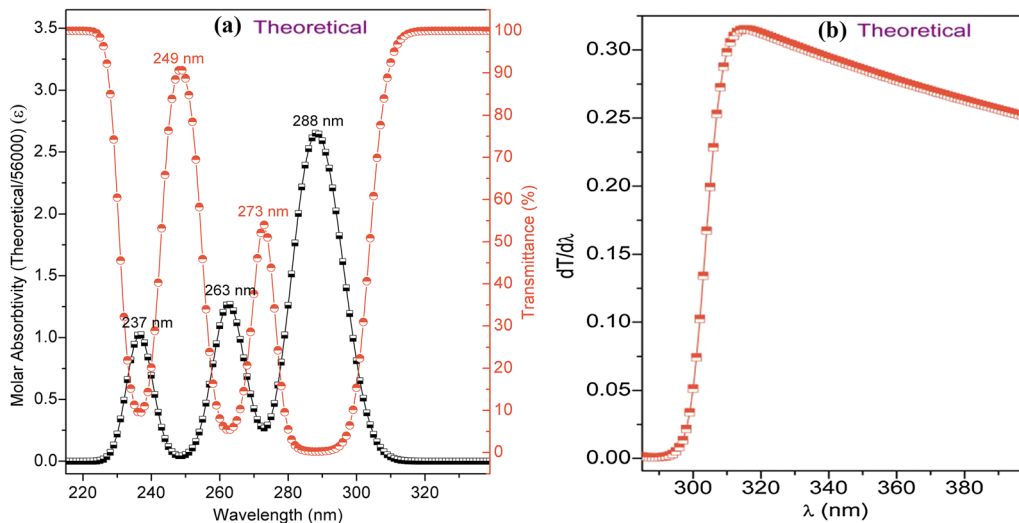 (a) Theoretical
3.5
3.0
2.5
2.0
1.5
1.0
0.5
0.0
Molar Absorbtivity (Theoretical/56000) (ε)
249 nm
288 nm
273 nm
263 nm
237 nm
100
90
80
70
60
50
40
30
20
10
0
Transmittance (%)
220 240 260 280 300 320
Wavelength (nm)
(b) Theoretical
0.30
0.25
0.20
0.15
0.10
0.05
0.00
dT/dλ
300 320 340 360 380
λ (nm)